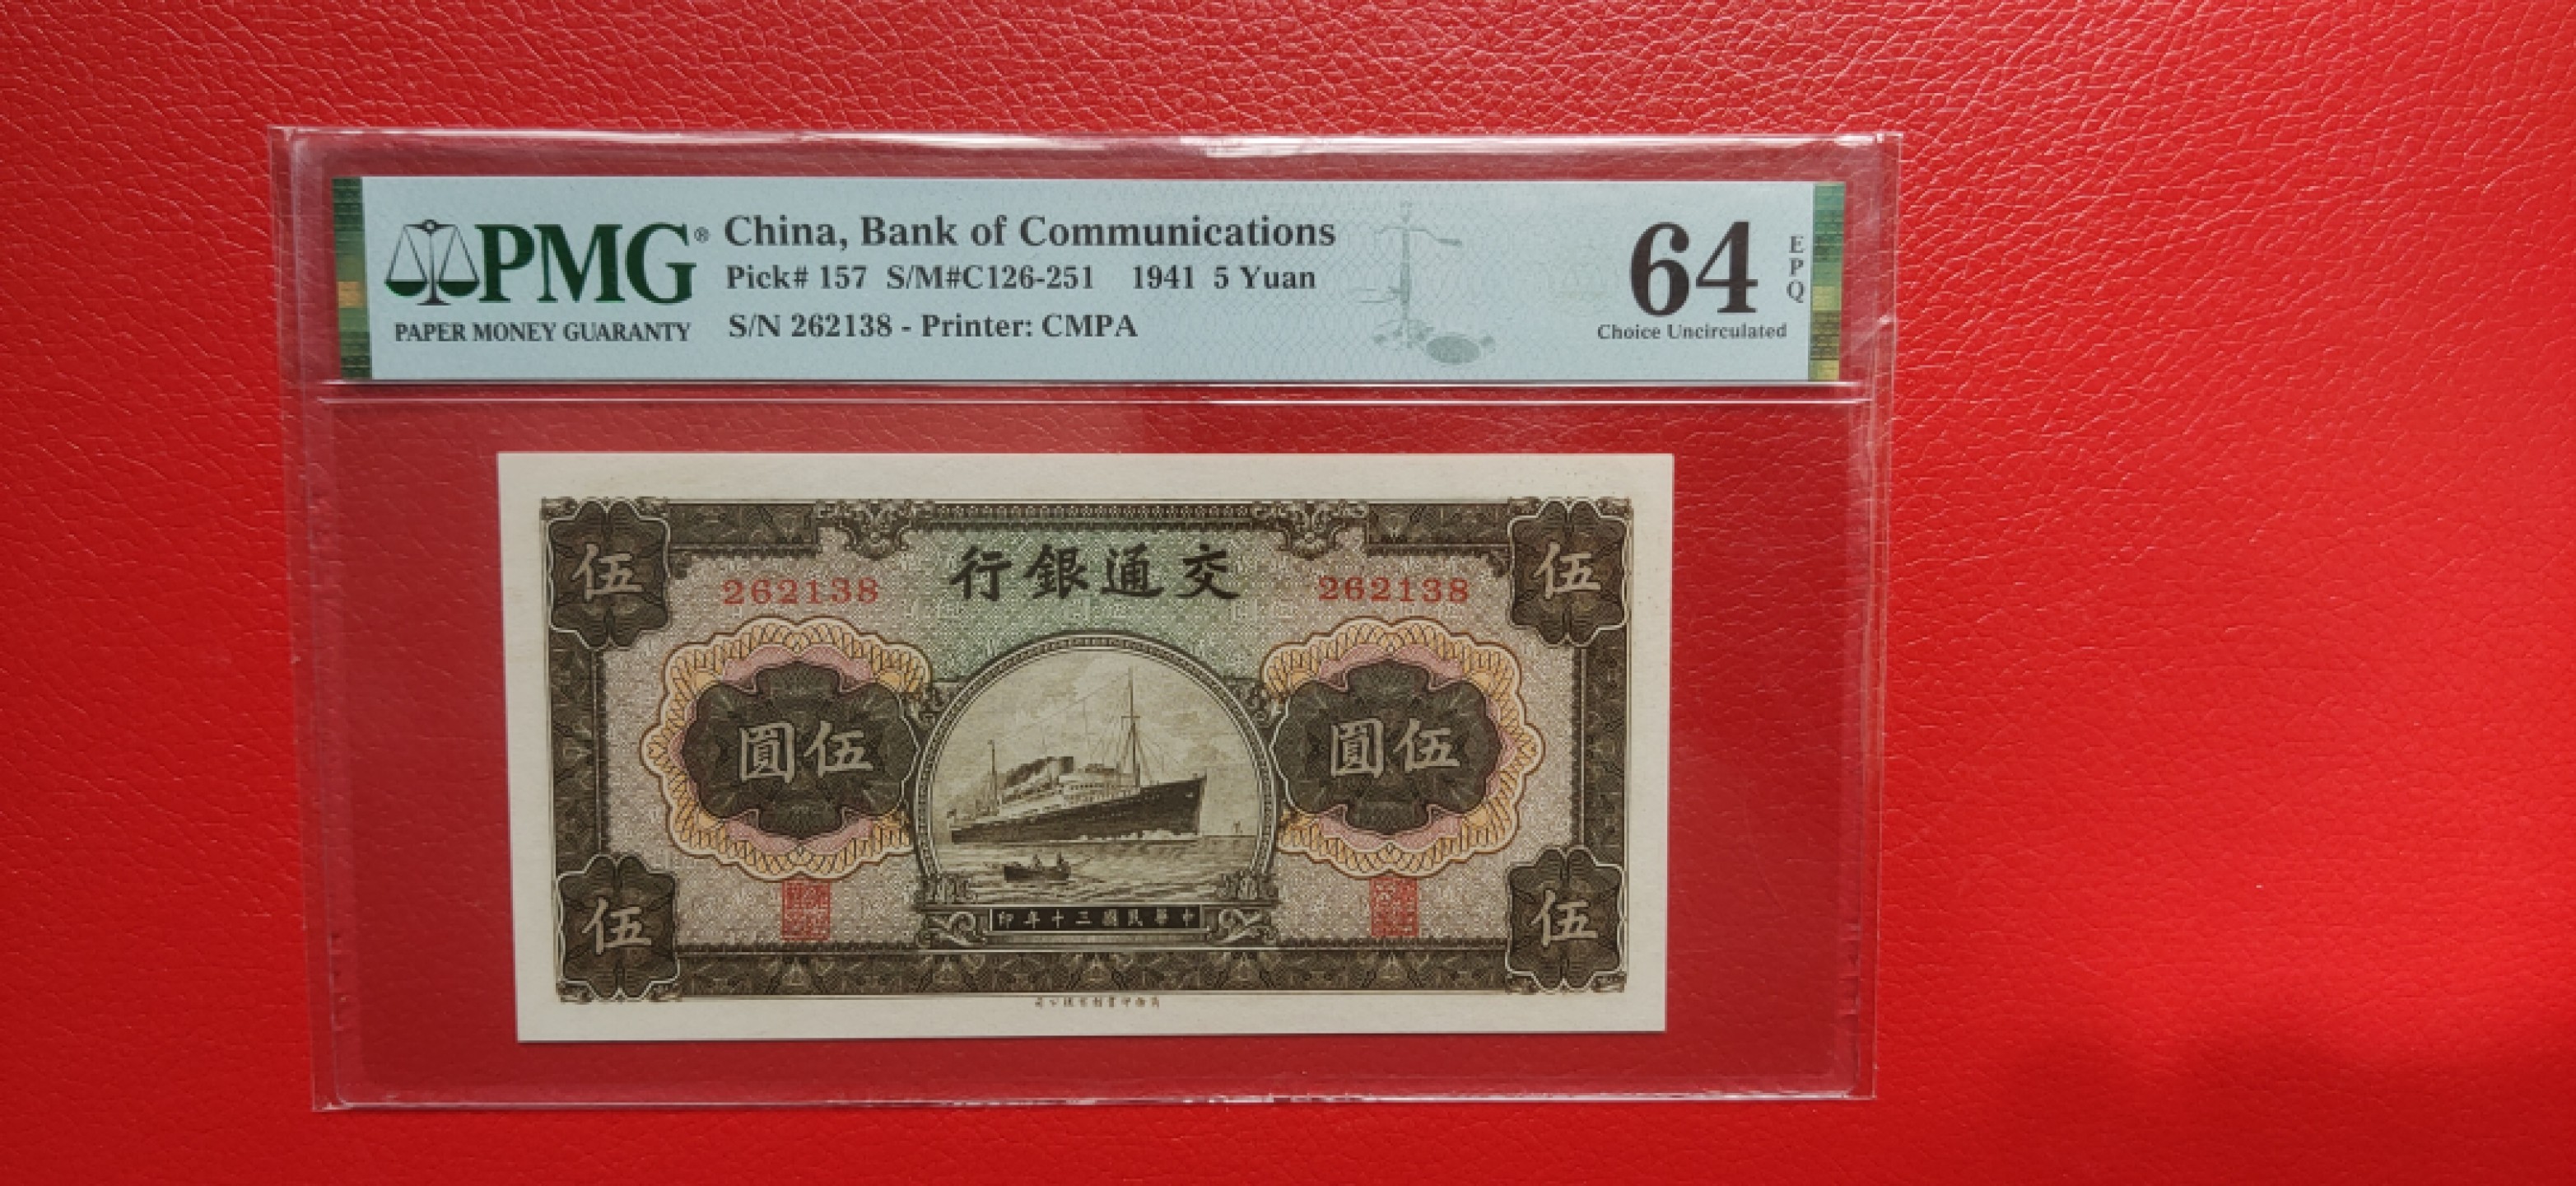 PMG®
PAPER MONEY GUARANTY
China, Bank of Communications
Pick# 157 S/M#C126-251 1941 5 Yuan
S/N 262138 - Printer: CMPA
64
EPQ
Choice Uncirculated
伍
伍
行銀通交
262138
262138
圓伍
圓伍
印年十三國民華中
伍
伍